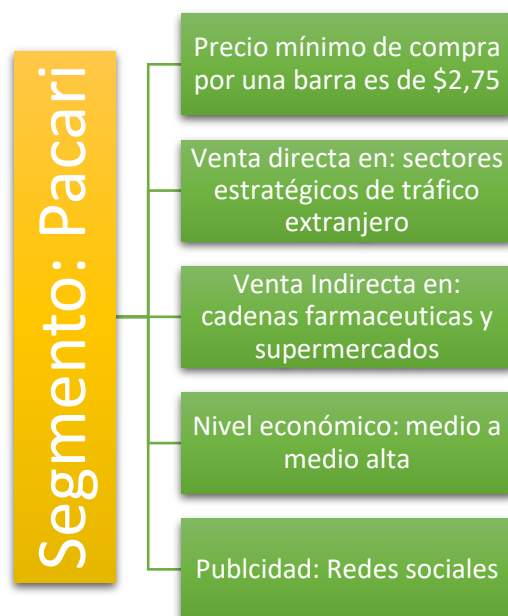 Segmento: Pacari
Precio mínimo de compra
por una barra es de $2,75
Venta directa en: sectores
estratégicos de tráfico
extranjero
Venta Indirecta en:
cadenas farmaceuticas y
supermercados
Nivel económico: medio a
medio alta
Publcidad: Redes sociales